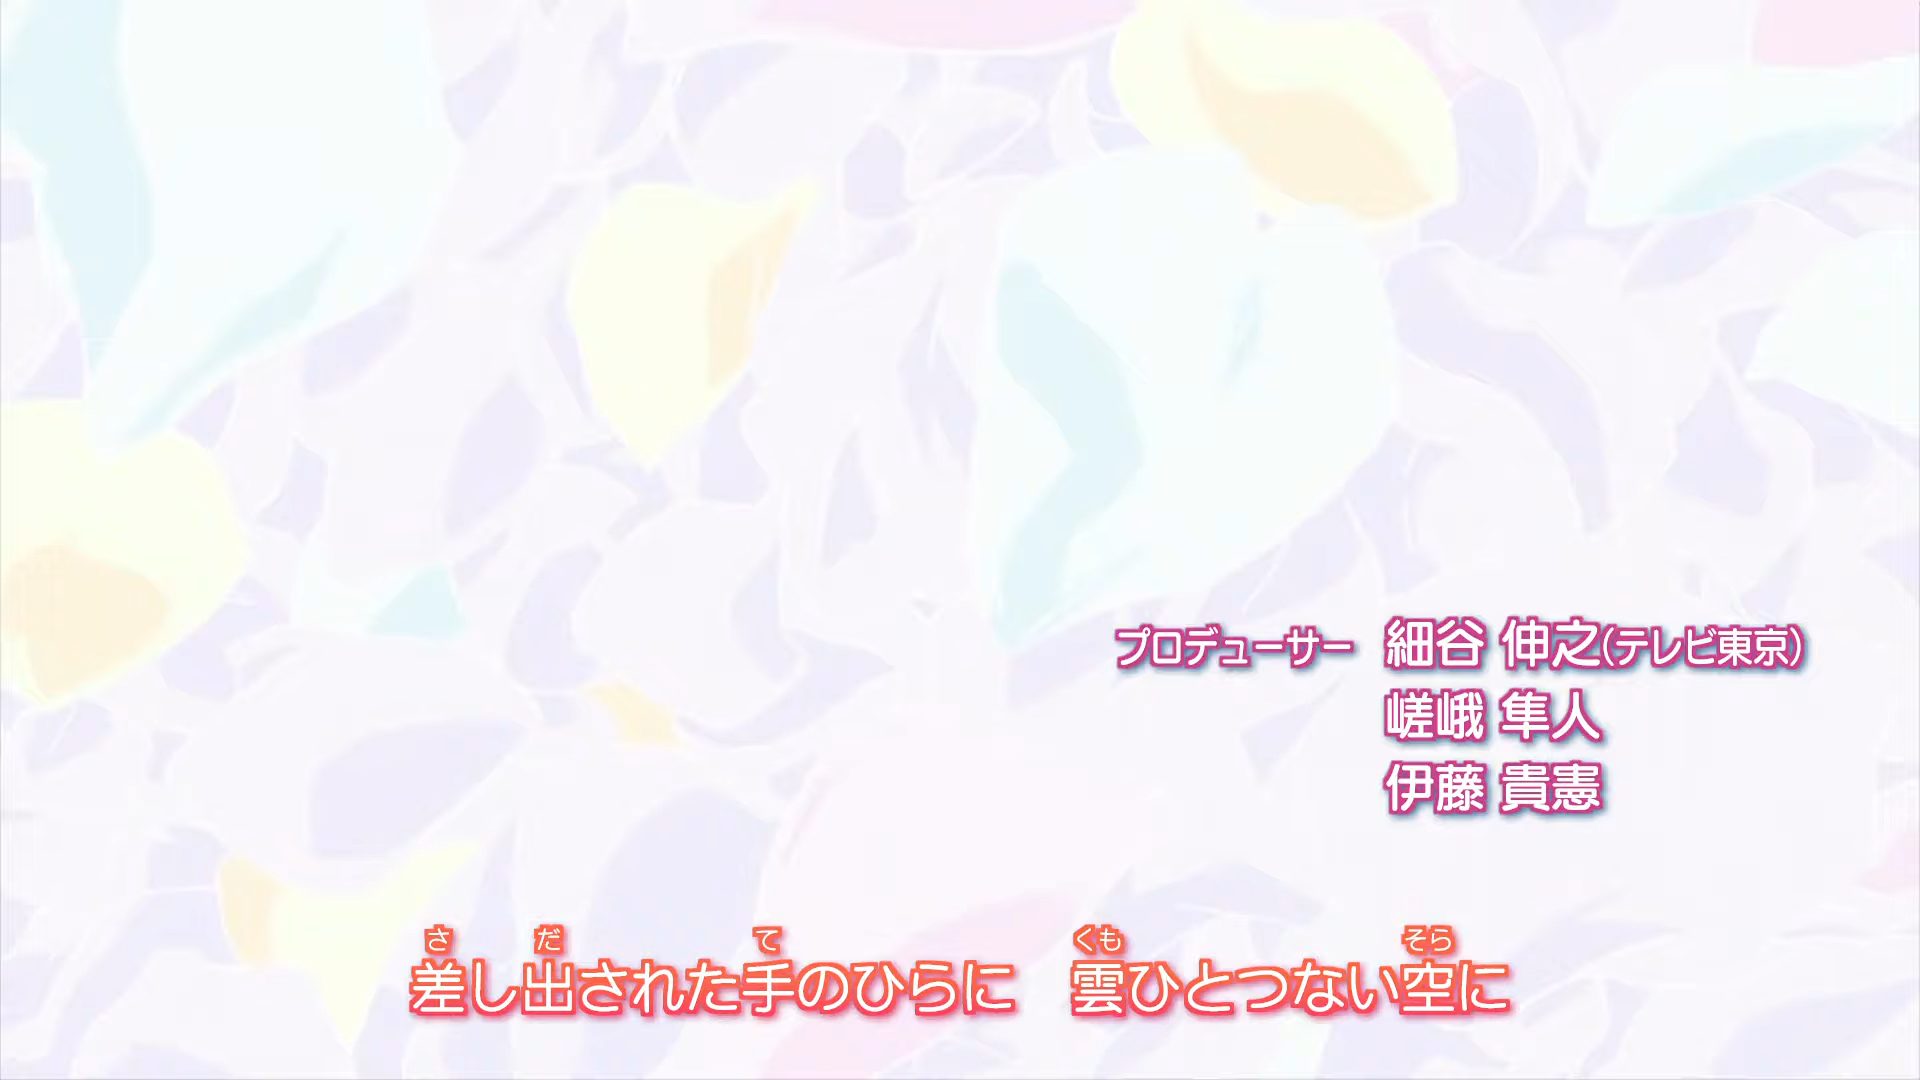 プロデューサー 細谷 伸之(テレビ東京)
嵯峨 隼人
伊藤 貴憲
さ だ て くも そら
差し出された手のひらに 雲ひとつない空に